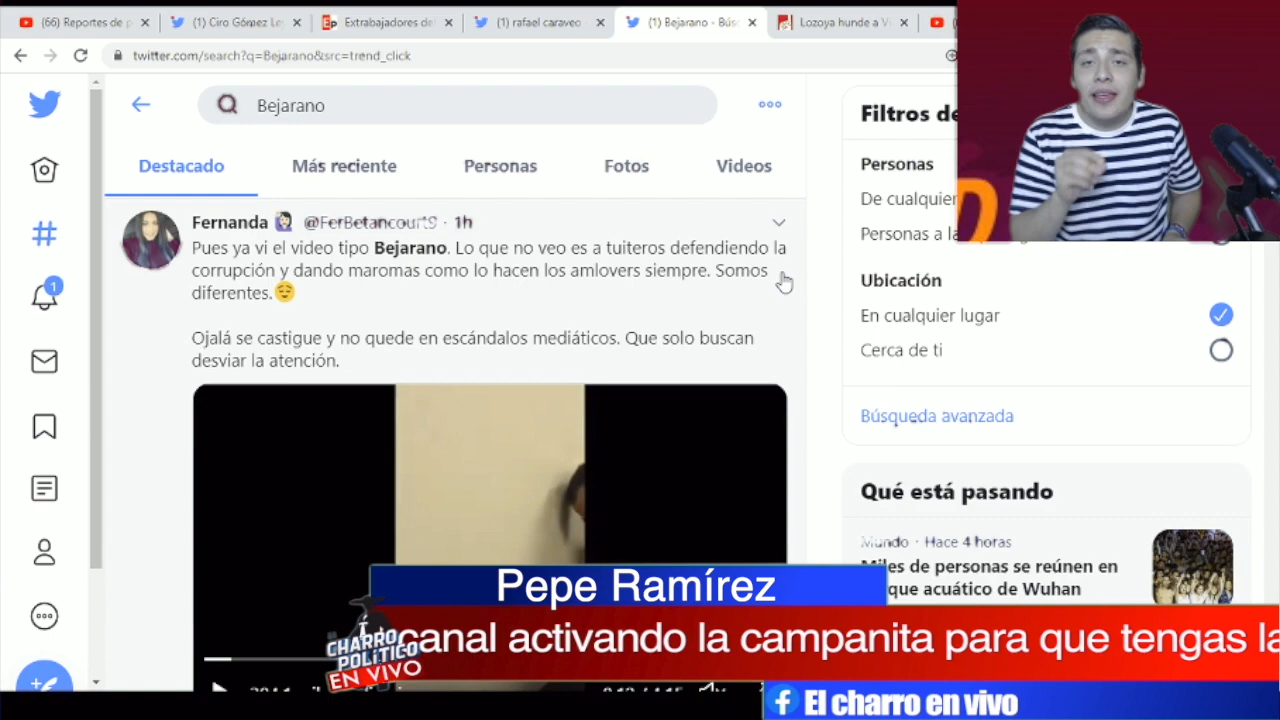 (66) Reportes de p
(1) Ciro Gómez Ley
Extrabajadores del
(1) rafael caraveo
(1) Bejarano - Bús
Lozoya hunde a V
twitter.com/search?q=Bejarano&src=trend_click
Bejarano
Destacado
Más reciente
Personas
Fotos
Videos
Fernanda @FerBetancourt9 · 1h
Pues ya vi el video tipo Bejarano. Lo que no veo es a tuiteros defendiendo la
corrupción y dando maromas como lo hacen los amlovers siempre. Somos
diferentes.
Ojalá se castigue y no quede en escándalos mediáticos. Que solo buscan
desviar la atención.
1
Filtros de
Personas
De cualquier
Personas a la
Ubicación
En cualquier lugar
Cerca de ti
Búsqueda avanzada
Qué está pasando
Mundo · Hace 4 horas
Miles de personas se reúnen en
que acuático de Wuhan
Pepe Ramírez
canal activando la campanita para que tengas la
EL CHARRO
POLÍTICO
EN VIVO
El charro en vivo